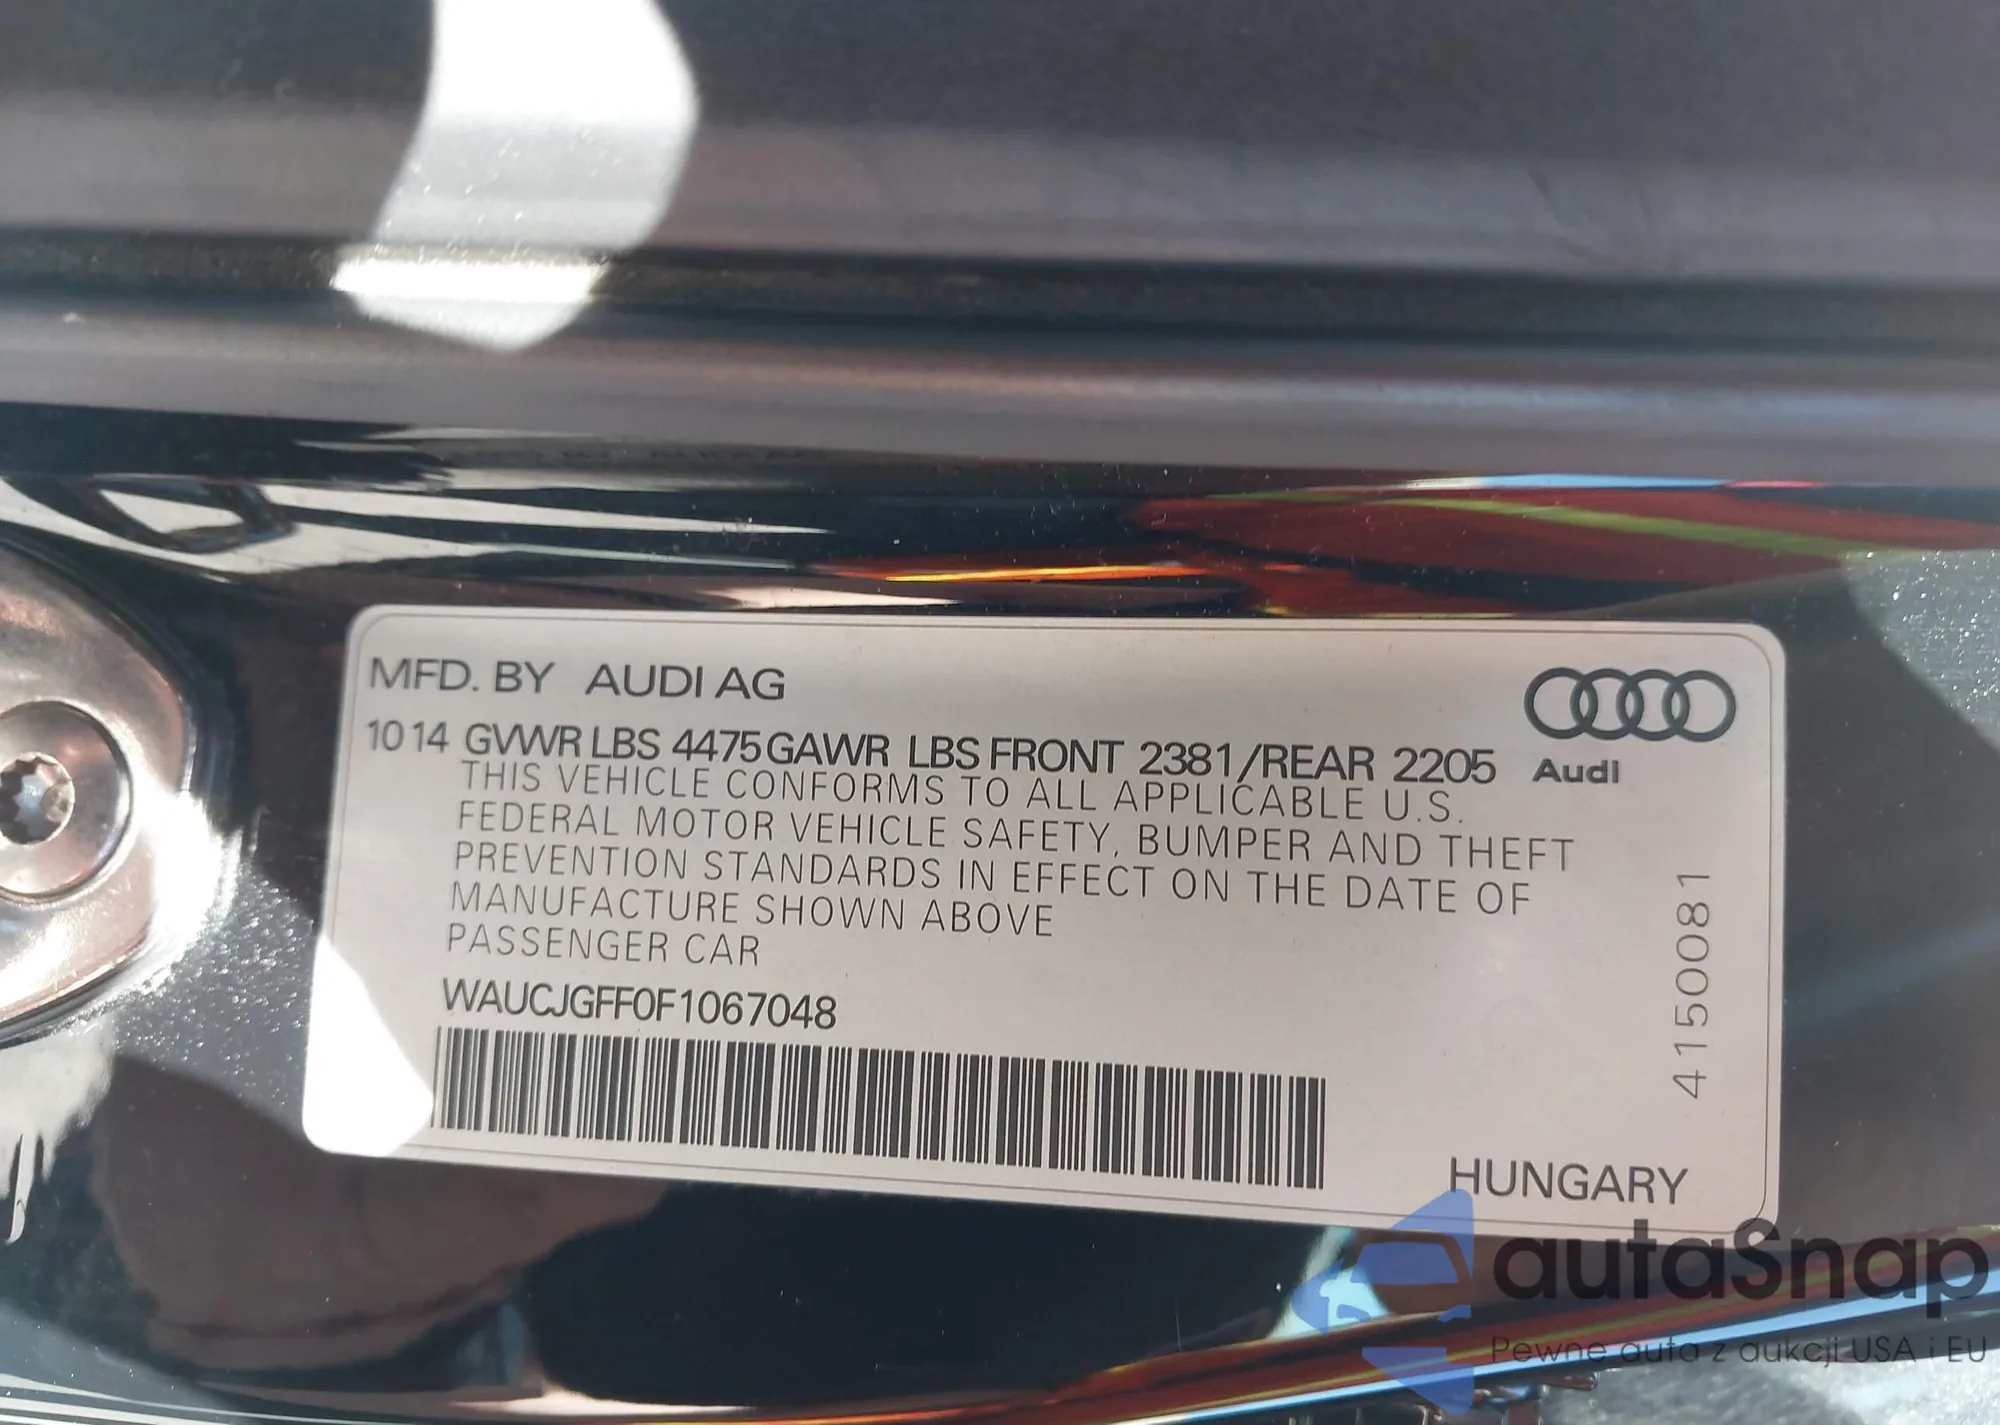 MFD. BY AUDI AG
1014 GVWR LBS 4475 GAWR LBS FRONT 2381/REAR 2205
Audi
THIS VEHICLE CONFORMS TO ALL APPLICABLE U.S.
FEDERAL MOTOR VEHICLE SAFETY, BUMPER AND THEFT
PREVENTION STANDARDS IN EFFECT ON THE DATE OF
MANUFACTURE SHOWN ABOVE
PASSENGER CAR
WAUCJGFF0F1067048
4150081
HUNGARY
autaSnap
Pewne auta z aukcji USA i EU